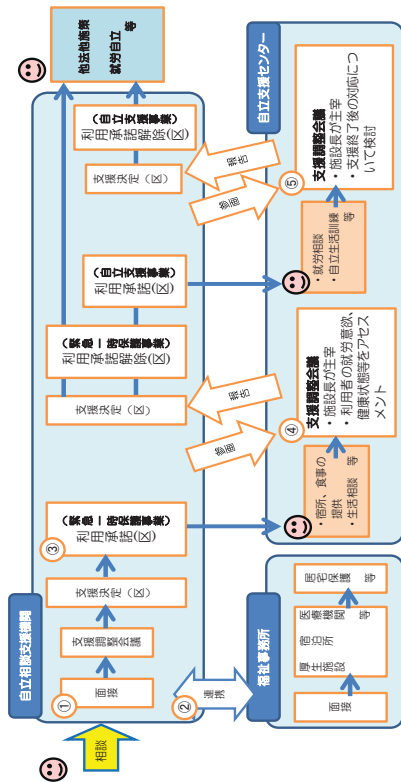 相談
自立相談支援機関
①
面接
支援調整会議
支援決定（区）
③
（緊急一時保護事業）
利用承諾(区)
支援決定（区）
（緊急一時保護事業）
利用承諾解除(区)
（自立支援事業）
利用承諾(区)
支援決定（区）
（自立支援事業）
利用承諾解除(区)
他法他施策
就労自立　等
②
連携
参画
報告
参画
報告
福祉事務所
面接
厚生施設
宿泊所
医療機関　等
居宅保護　等
自立支援センター
・宿所、食事の
提供
・生活相談　等
④
支援調整会議
・施設長が主宰
・利用者の就労意欲、
健康状態等をアセス
メント
・就労相談
・自立生活訓練
等
⑤
支援調整会議
・施設長が主宰
・支援終了後の対応につ
いて検討